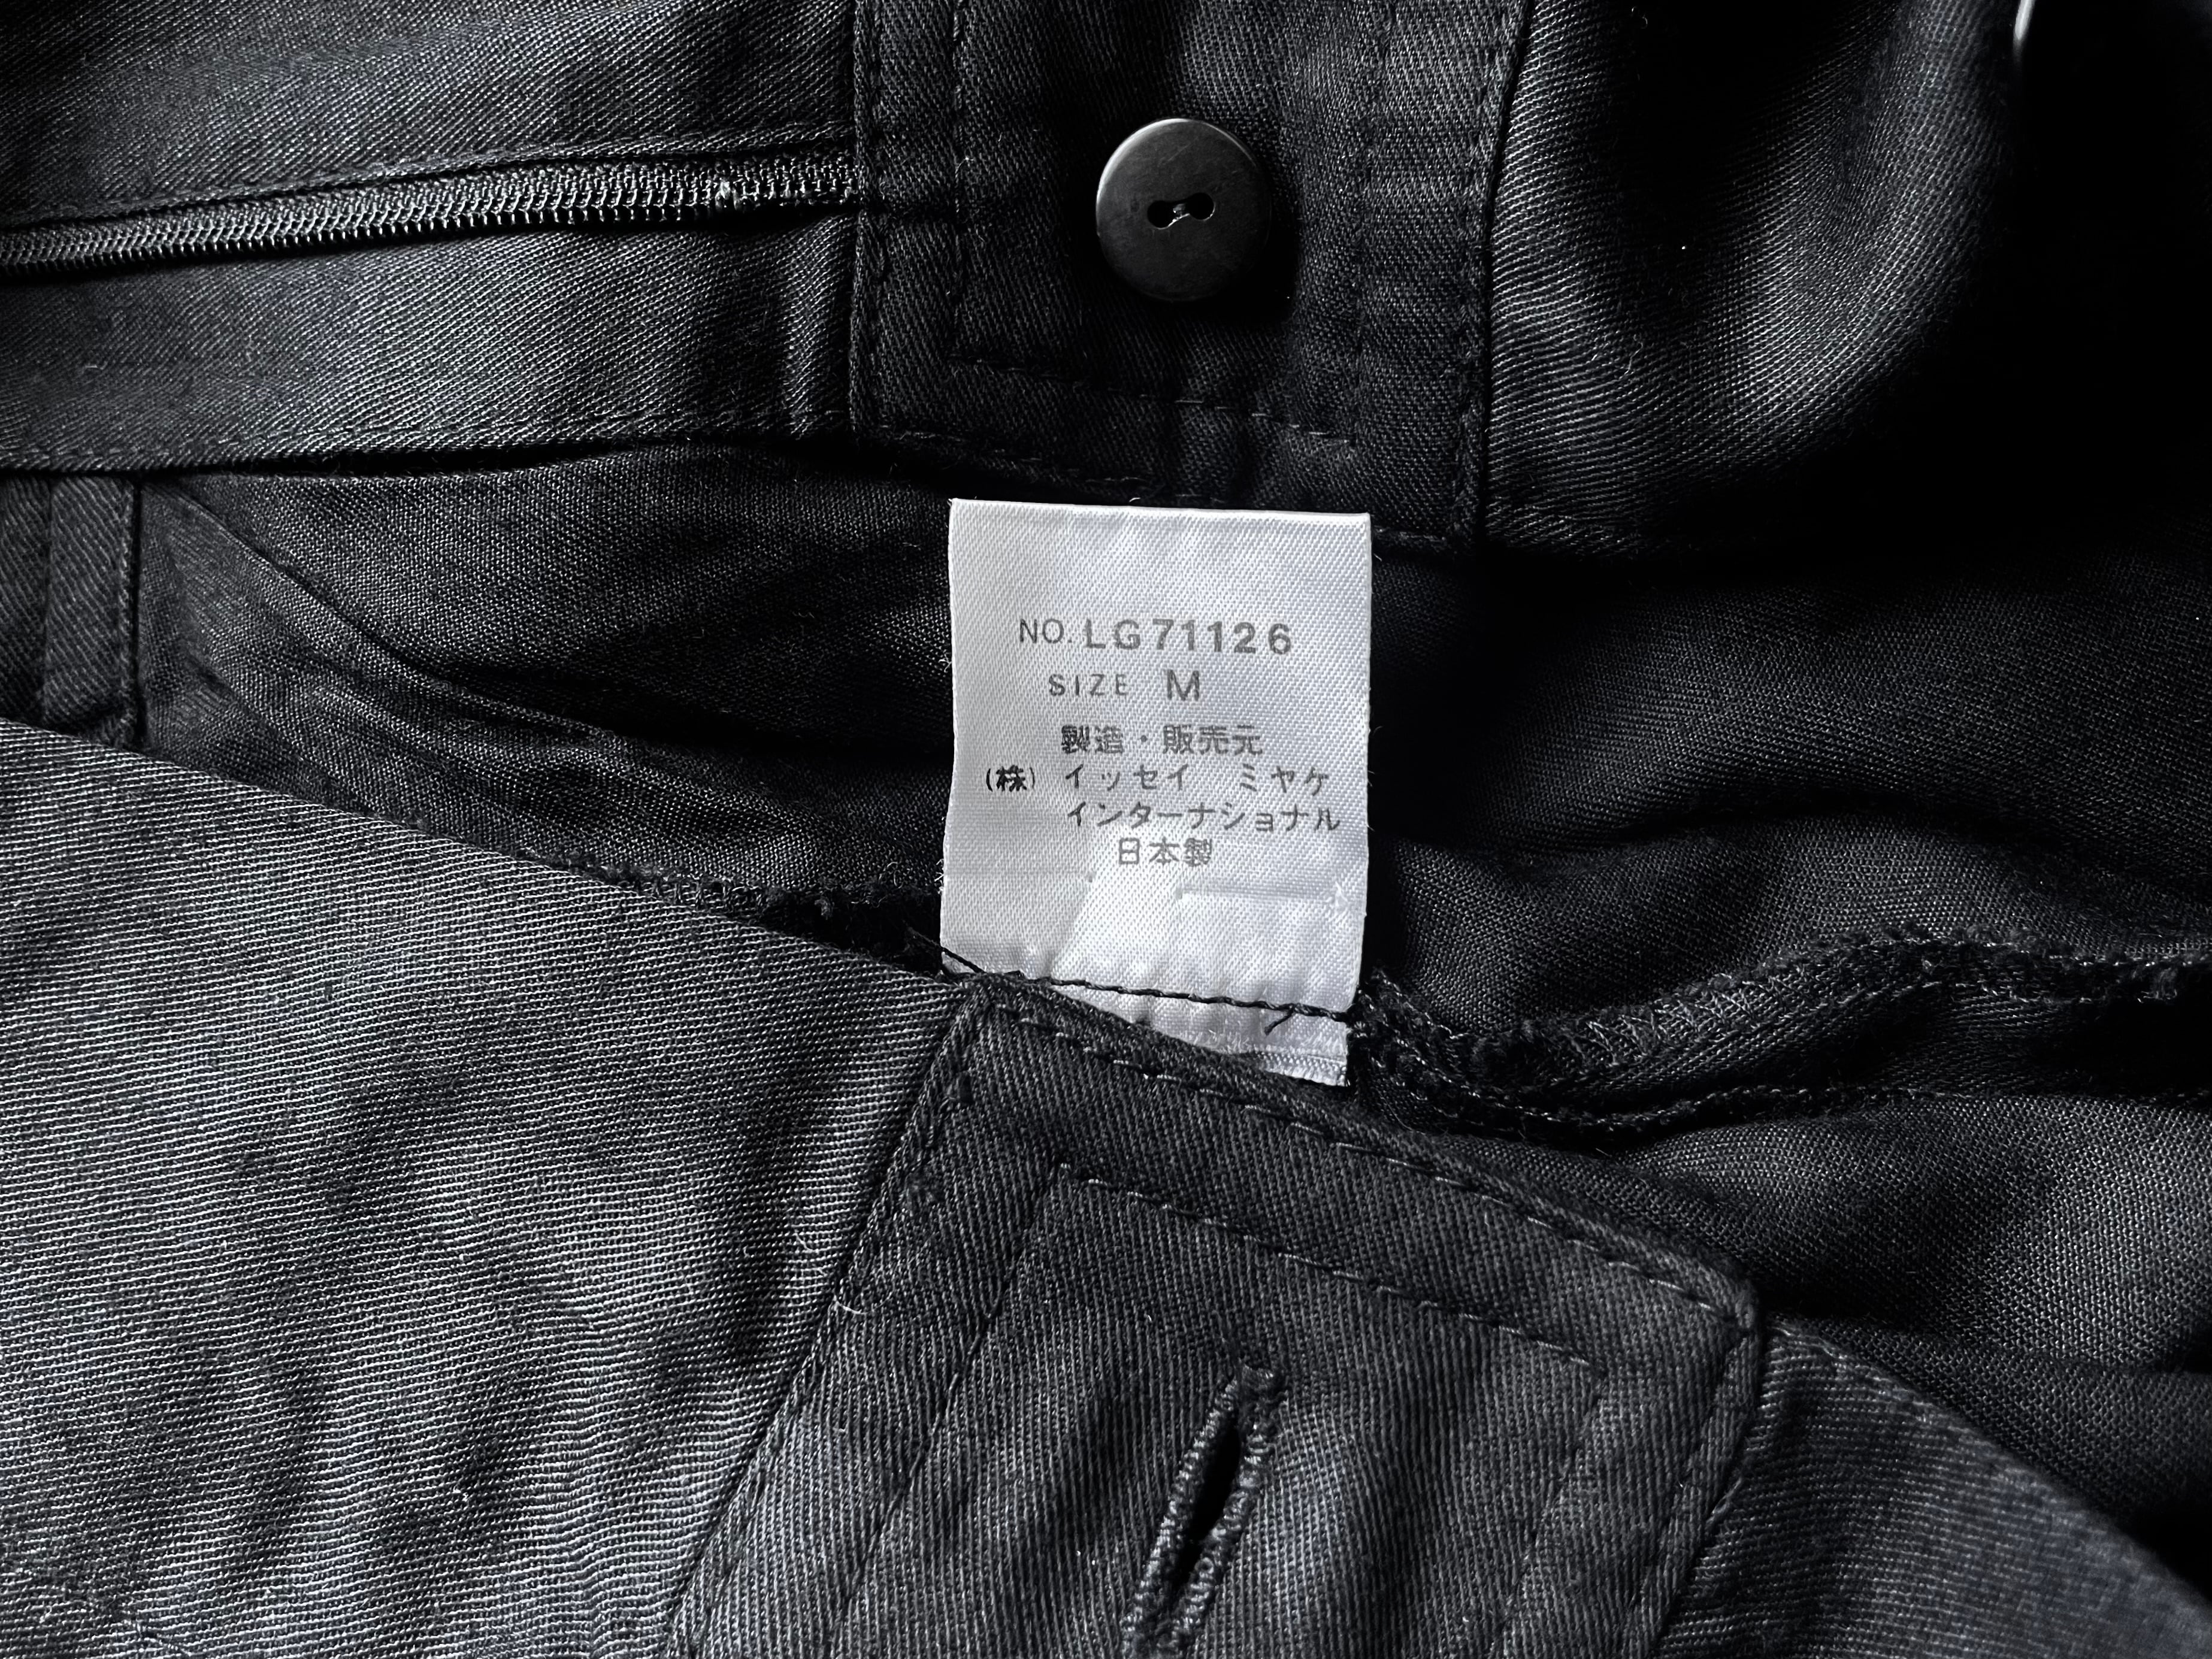 NO. LG71126
SIZE M
製造・販売元
(株) イッセイ ミヤケ
インターナショナル
日本製